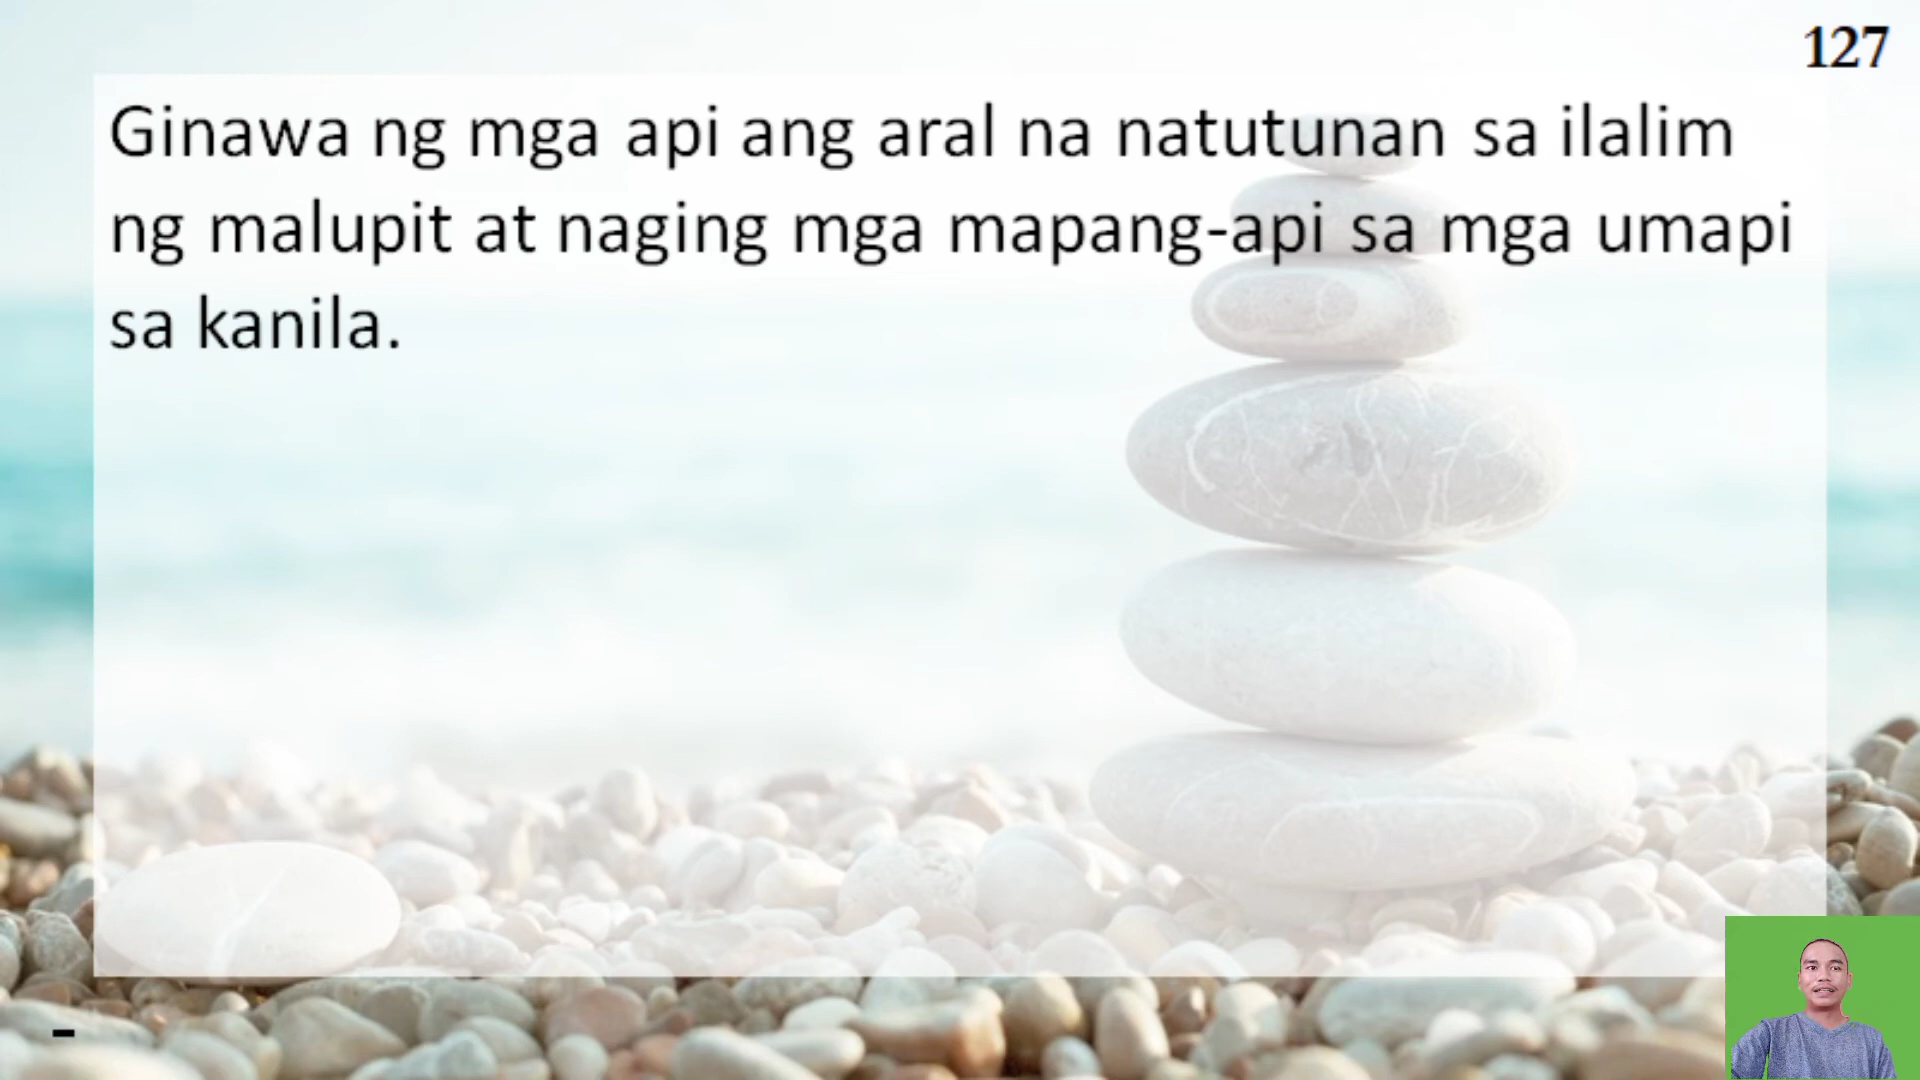 127
Ginawa ng mga api ang aral na natutunan sa ilalim
ng malupit at naging mga mapang-api sa mga umapi
sa kanila.
-